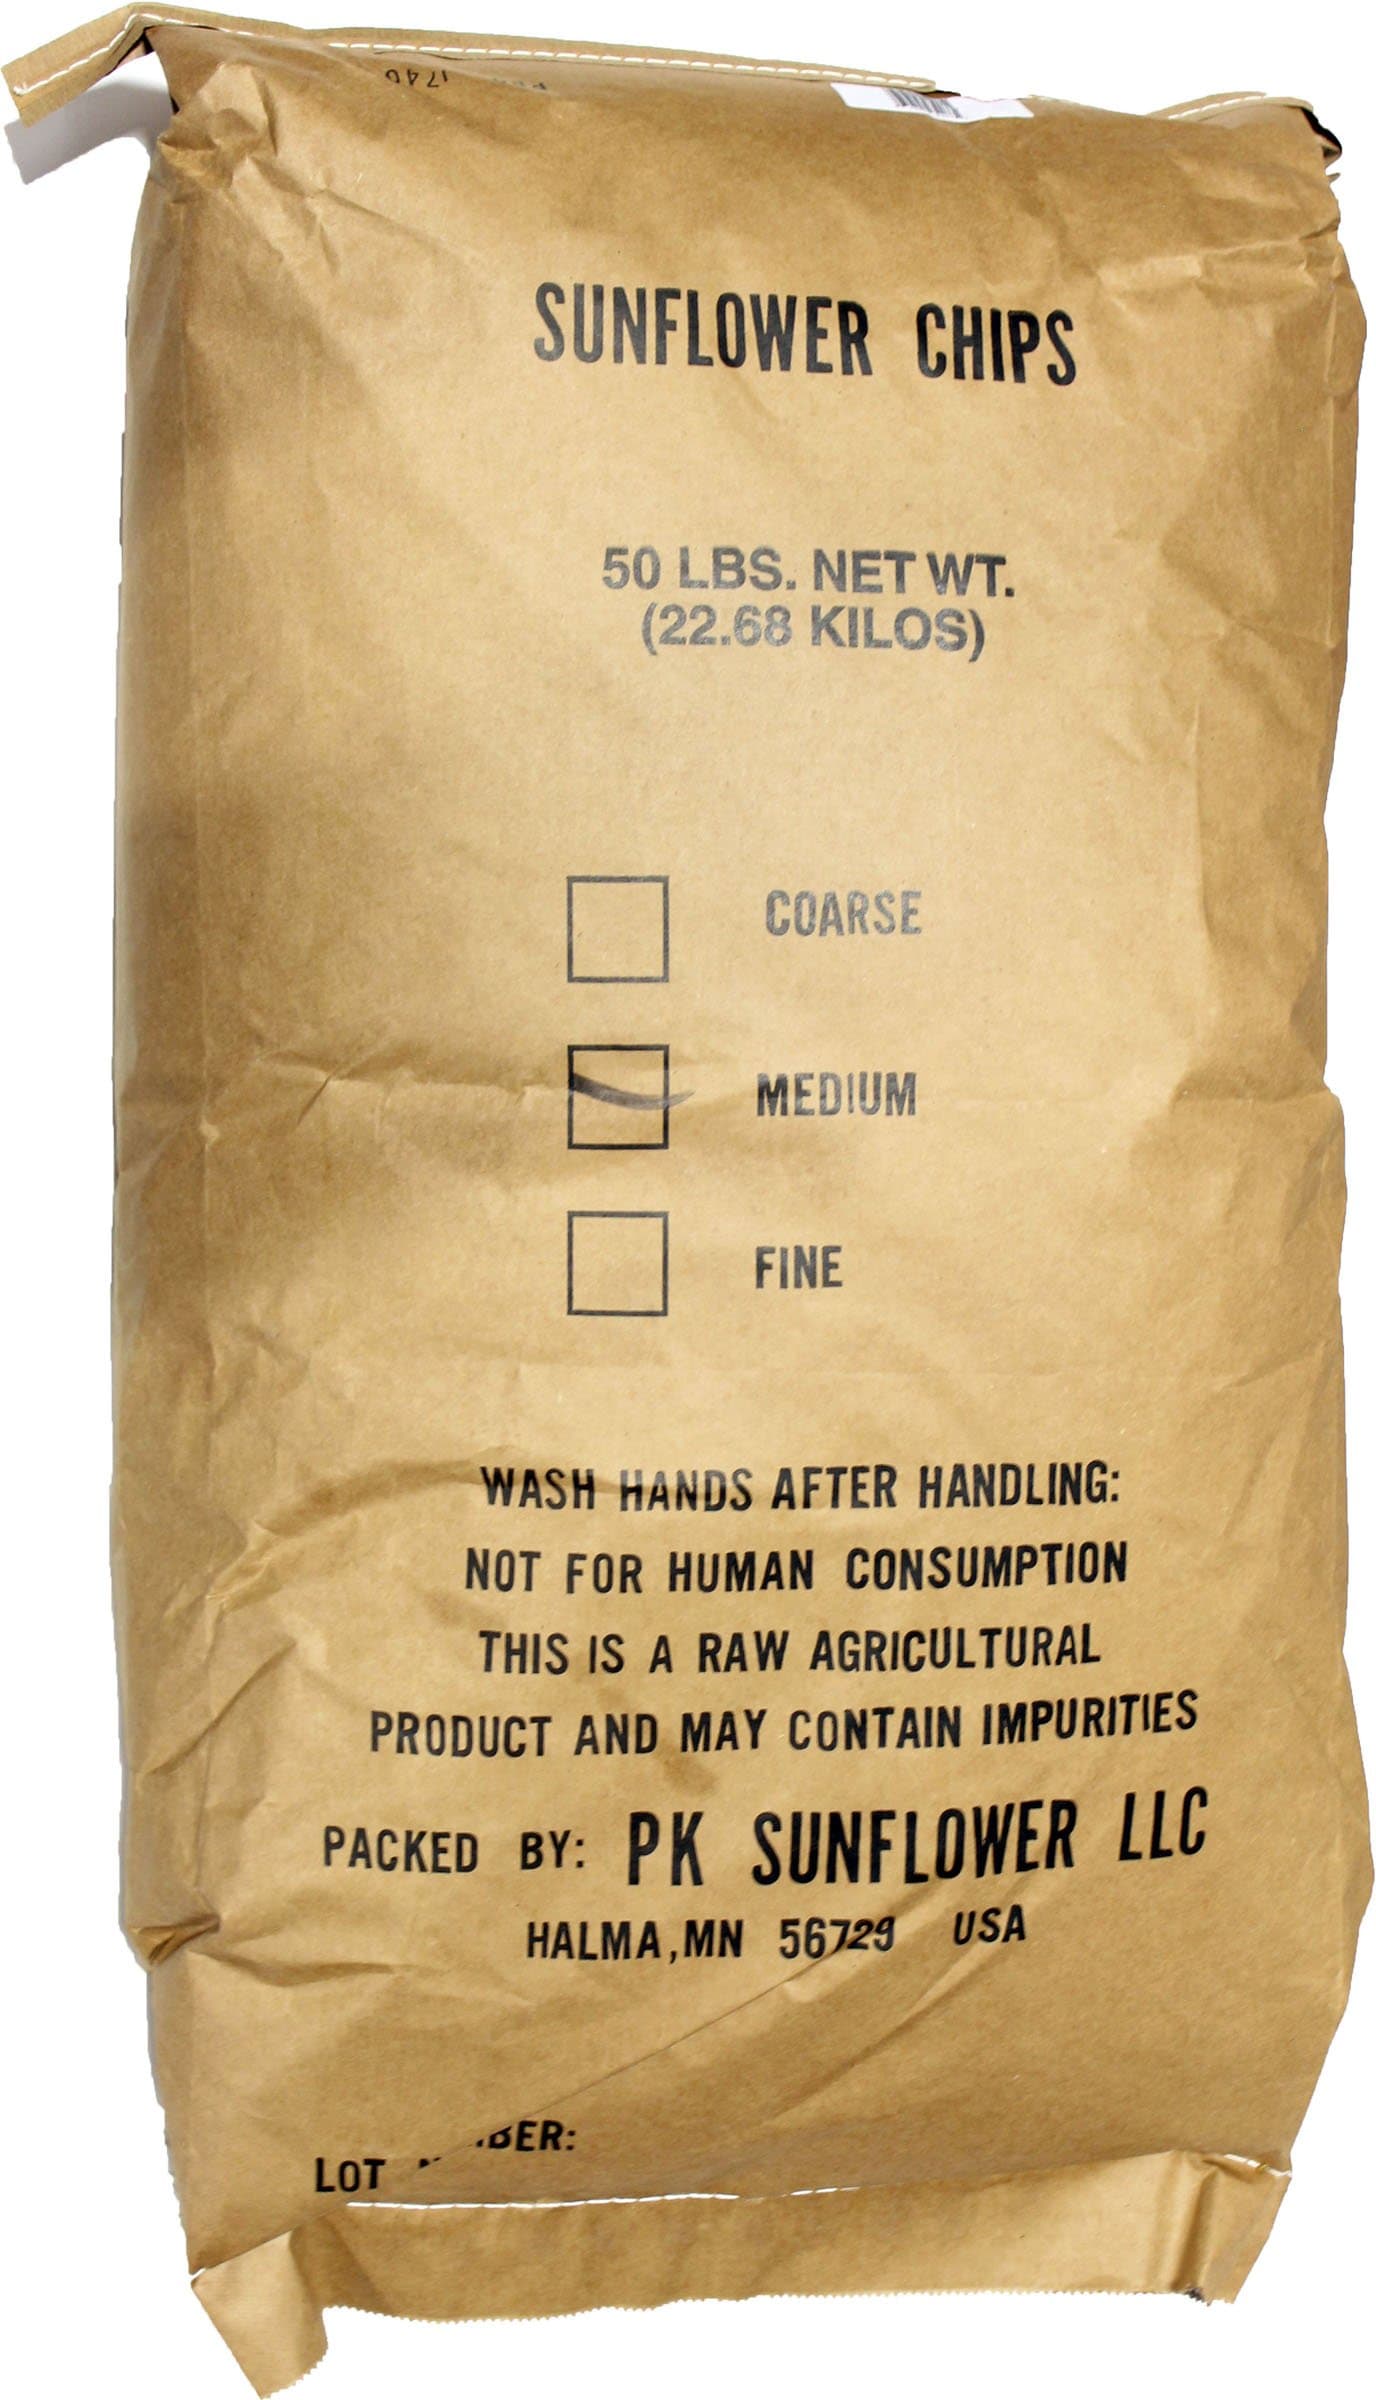 1740
SUNFLOWER CHIPS
50 LBS. NET WT.
(22.68 KILOS)
COARSE
MEDIUM
FINE
WASH HANDS AFTER HANDLING:
NOT FOR HUMAN CONSUMPTION
THIS IS A RAW AGRICULTURAL
PRODUCT AND MAY CONTAIN IMPURITIES
PACKED BY: PK SUNFLOWER LLC
HALMA, MN 56729 USA
LOT